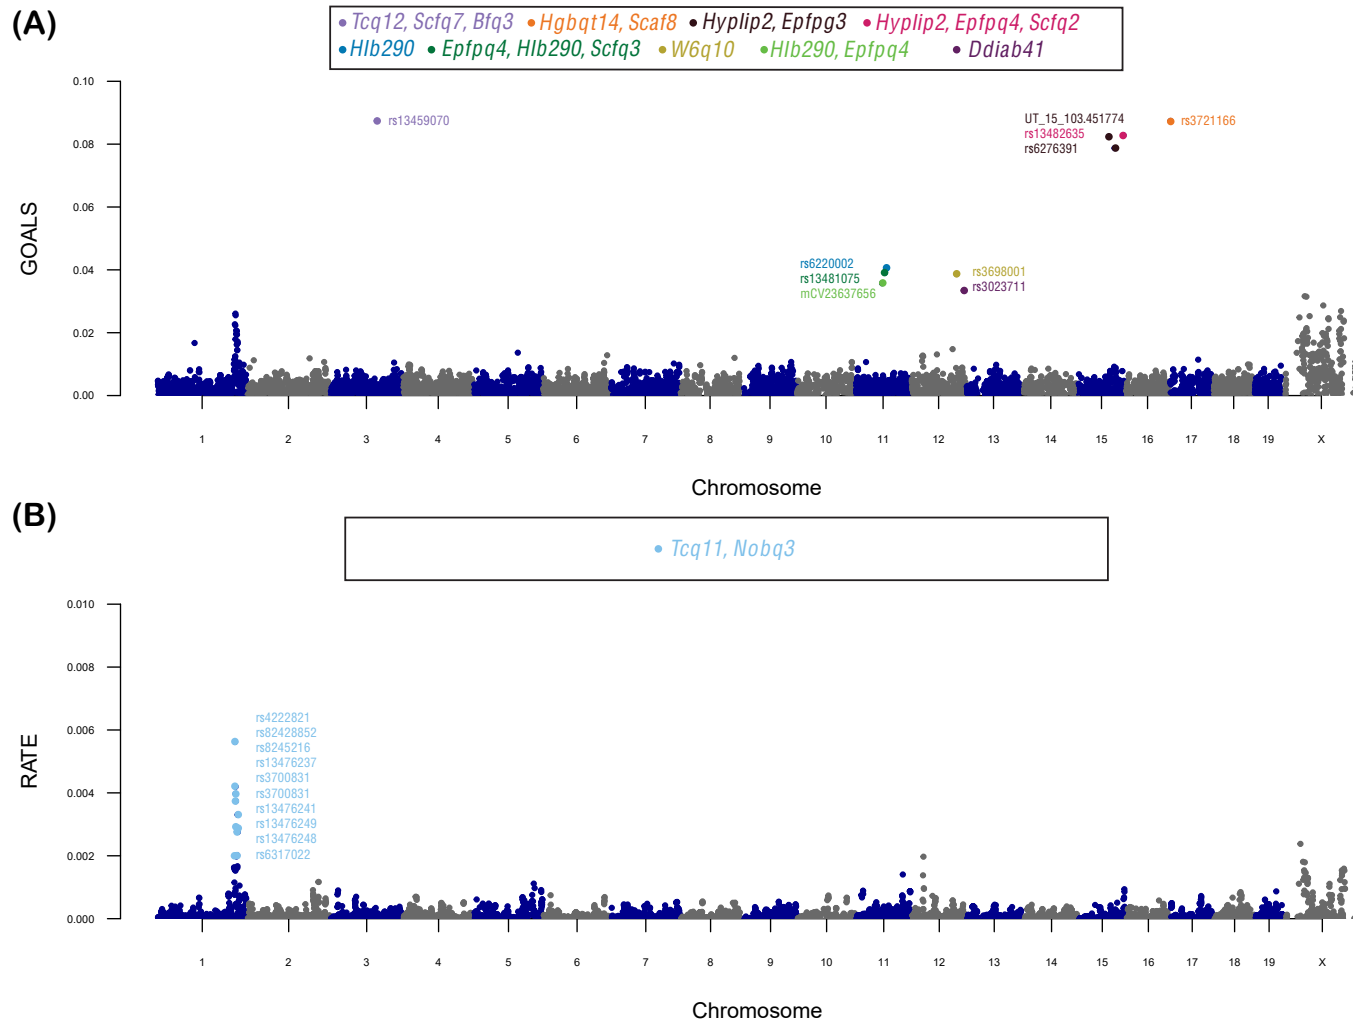 (A)
Tcq12, Scfq7, Bfq3 Hgbqt14, Scaf8 Hyplip2, Epfpg3 Hyplip2, Epfpq4, Scfq2
Hlb290 Epfpq4, Hlb290, Scfq3 W6q10 Hlb290, Epfpq4 Ddiab41
0.10
0.08
0.06
0.04
0.02
0.00
GOALS
rs13459070
UT_15_103.451774
rs13482635
rs6276391
rs3721166
rs6220002
rs13481075
mCV23637656
rs3698001
rs3023711
1 2 3 4 5 6 7 8 9 10 11 12 13 14 15 16 17 18 19 X
Chromosome
(B)
Tcq11, Nobq3
0.010
0.008
0.006
0.004
0.002
0.000
RATE
rs4222821
rs82428852
rs8245216
rs13476237
rs3700831
rs3700831
rs13476241
rs13476249
rs13476248
rs6317022
1 2 3 4 5 6 7 8 9 10 11 12 13 14 15 16 17 18 19 X
Chromosome